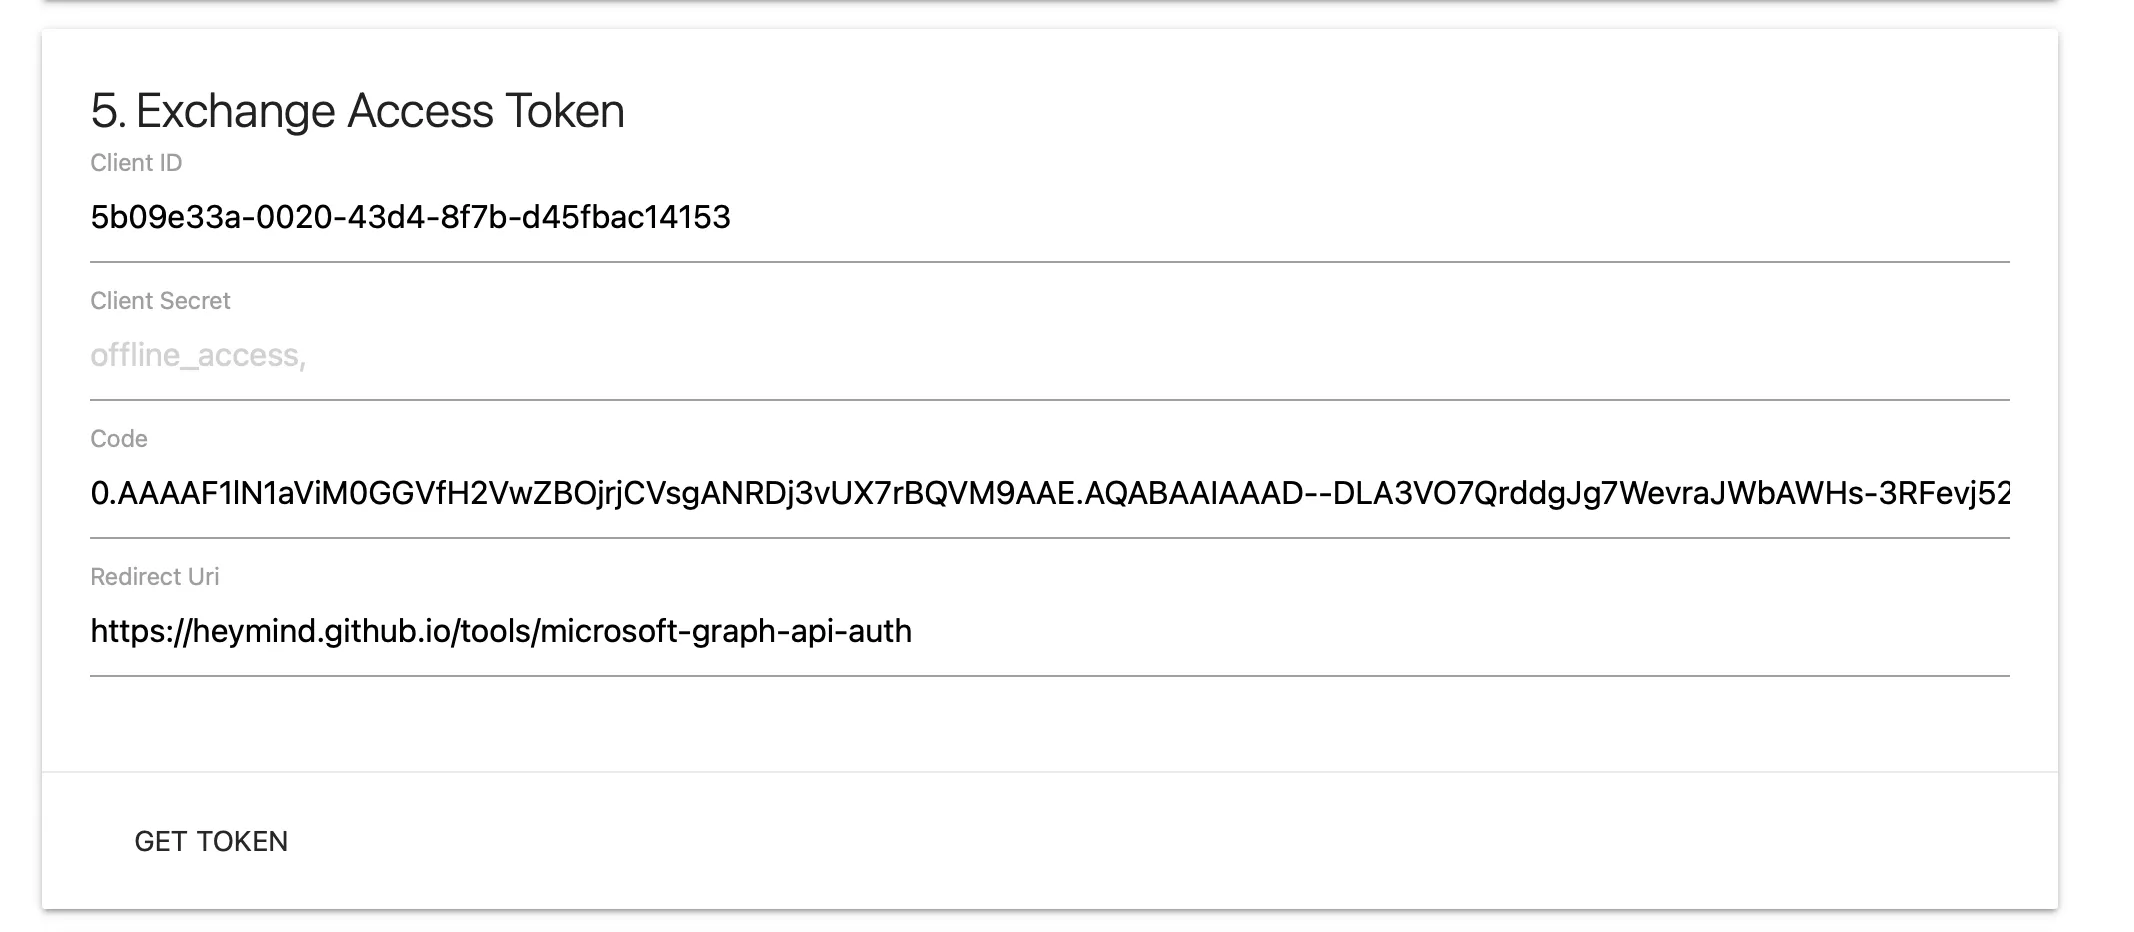 5. Exchange Access Token
Client ID
5b09e33a-0020-43d4-8f7b-d45fbac14153
Client Secret
offline_access,
Code
0.AAAAF1lN1aViM0GGVfH2VwZBOjrjCVsgANRDj3vUX7rBQVM9AAE.AQABAAIAAAD--DLA3VO7QrddgJg7WevraJWbAWHs-3RFevj52
Redirect Uri
https://heymind.github.io/tools/microsoft-graph-api-auth
GET TOKEN